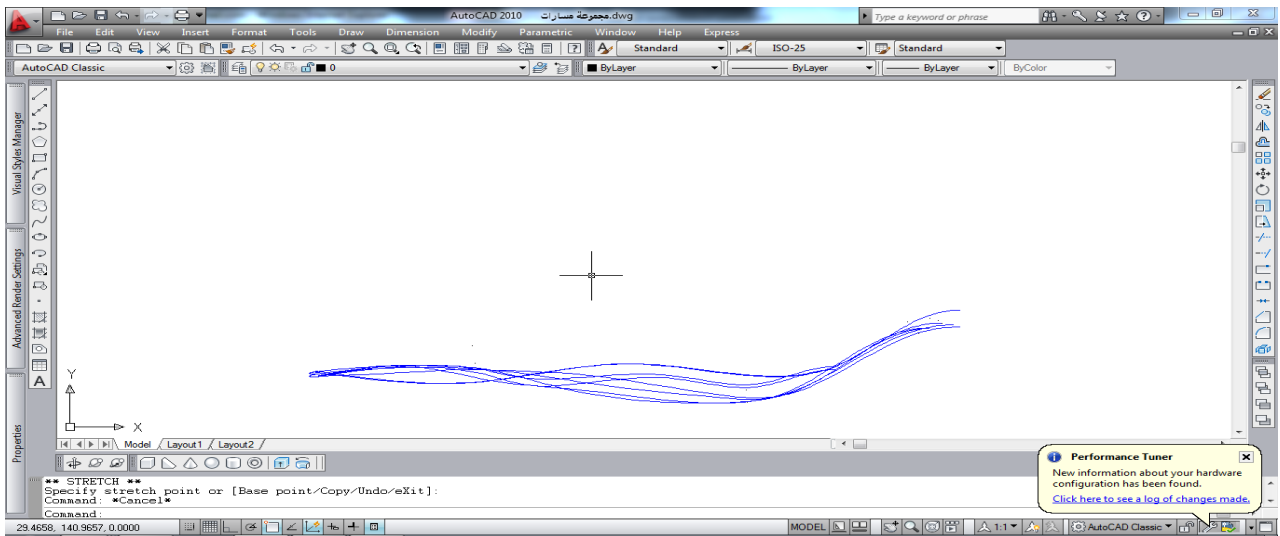 AutoCAD 2010 مجموعة مسارات.dwg
Type a keyword or phrase
File Edit View Insert Format Tools Draw Dimension Modify Parametric Window Help Express
Standard ISO-25 Standard
AutoCAD Classic 0 ByLayer ByLayer ByLayer ByColor
Visual Styles Manager
Advanced Render Settings
Properties
A
Y
X
Model Layout1 Layout2
** STRETCH **
Specify stretch point or [Base point/Copy/Undo/eXit]:
Command: *Cancel*
Command:
Performance Tuner
New information about your hardware
configuration has been found.
Click here to see a log of changes made.
29.4658, 140.9657, 0.0000 MODEL 1:1 AutoCAD Classic